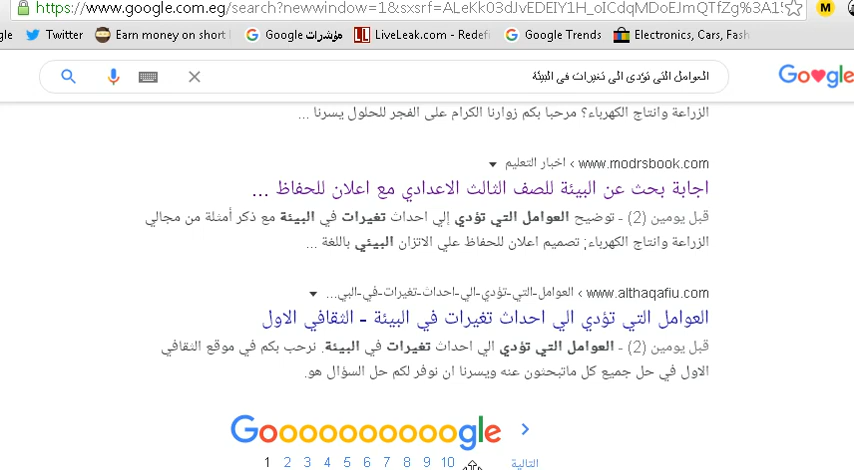 https://www.google.com.eg/search?newwindow=1&sxsrf=ALeKk03dJvEDEIY1H_oICdqMDoEJmQTfZg%3A15
gle Twitter Earn money on short l Google مؤشرات LiveLeak.com - Redef Google Trends Electronics, Cars, Fash
العوامل التى تؤدى الى تغيرات فى البيئة
Google
الزراعة وانتاج الكهرباء؟ مرحبا بكم زوارنا الكرام على الفجر للحلول يسرنا ...
www.modrsbook.com › اخبار التعليم
اجابة بحث عن البيئة للصف الثالث الاعدادي مع اعلان للحفاظ ...
قبل يومين (2) - توضيح العوامل التي تؤدي إلي احداث تغيرات في البيئة مع ذكر أمثلة من مجالي
الزراعة وانتاج الكهرباء; تصميم اعلان للحفاظ علي الاتزان البيئي باللغة ...
www.althaqafiu.com › العوامل-التي-تؤدي-الي-احداث-تغيرات-في-البي...
العوامل التي تؤدي الي احداث تغيرات في البيئة - الثقافي الاول
قبل يومين (2) - العوامل التي تؤدي الي احداث تغيرات في البيئة. نرحب بكم في موقع الثقافي
الاول في حل جميع كل ماتبحثون عنه ويسرنا ان نوفر لكم حل السؤال هو.
Goooooooooogle
1 2 3 4 5 6 7 8 9 10 التالية